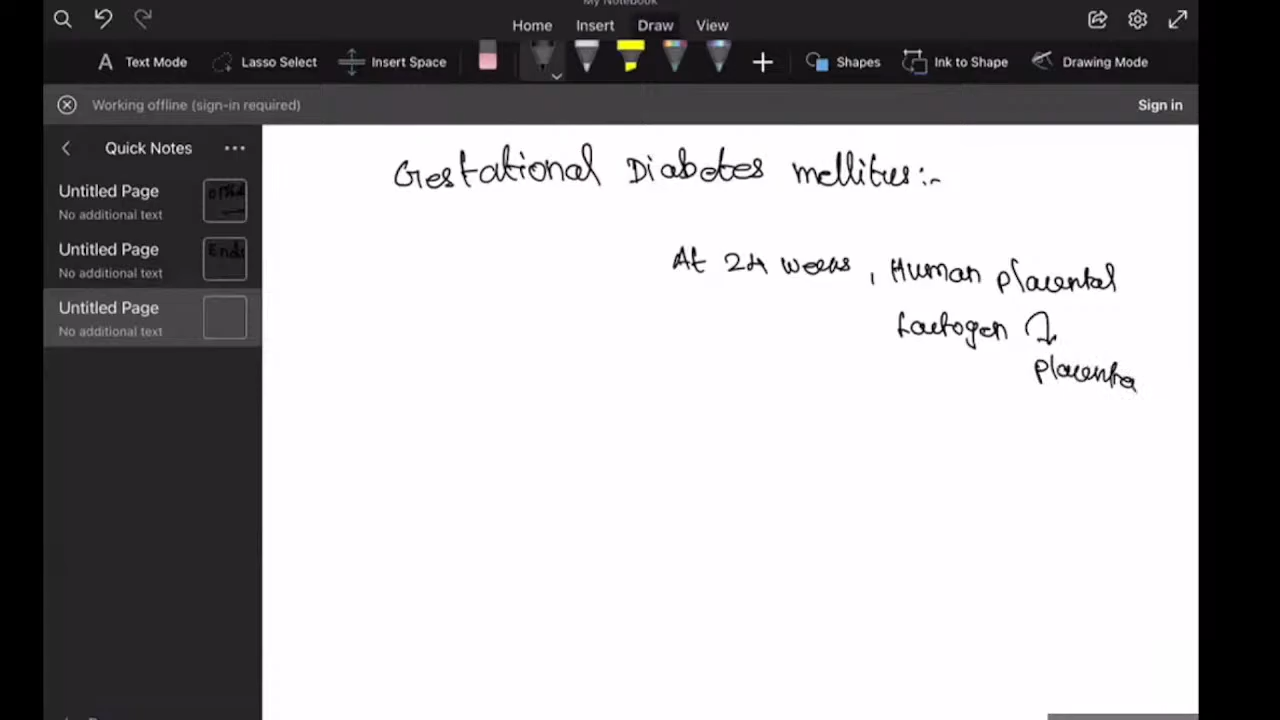 My Notebook
Home Insert Draw View
Text Mode Lasso Select Insert Space Shapes Ink to Shape Drawing Mode
Working offline (sign-in required) Sign in
Quick Notes
Untitled Page
No additional text
Untitled Page
No additional text
Untitled Page
No additional text
Gestational Diabetes mellitus:-
At 24 weeks, Human placental
Lactogen
placenta